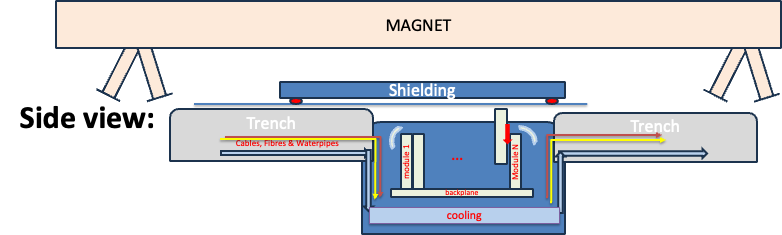 MAGNET
Shielding
Side view:
Trench
Trench
Cables, Fibres & Waterpipes
module 1
...
Module N
backplane
cooling